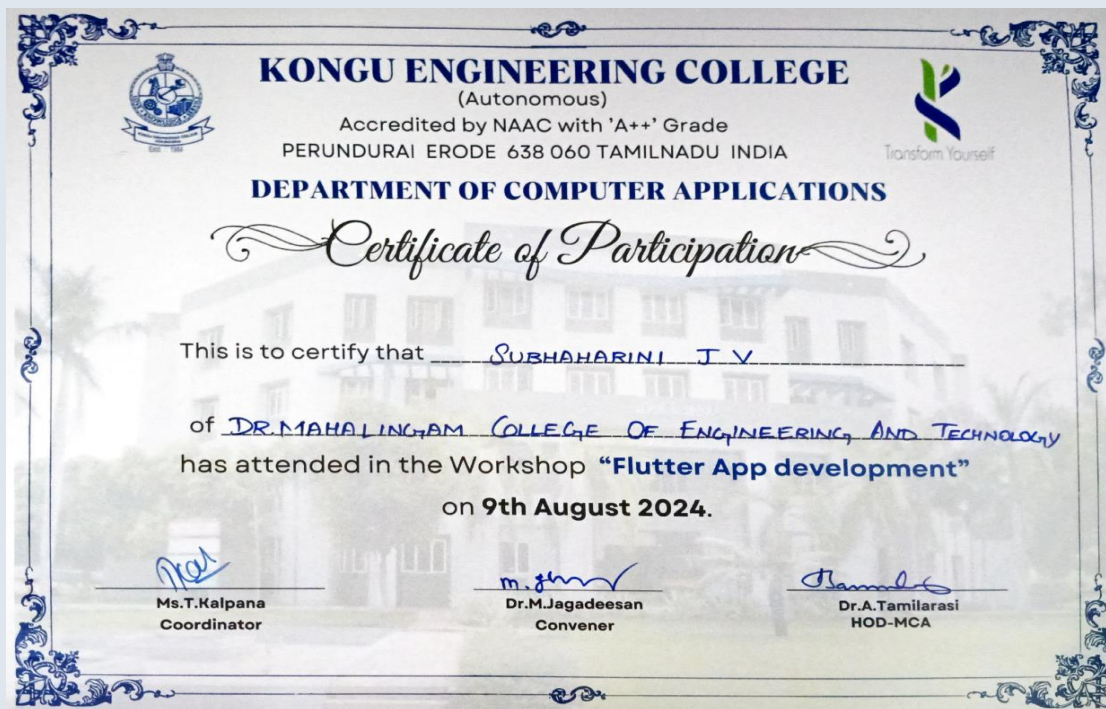 KONGU ENGINEERING COLLEGE
(Autonomous)
Accredited by NAAC with 'A++' Grade
PERUNDURAI ERODE 638 060 TAMILNADU INDIA
Transform Yourself
DEPARTMENT OF COMPUTER APPLICATIONS
Certificate of Participation
This is to certify that SUBHAHARINI J V
of DR.MAHALINGAM COLLEGE OF ENGINEERING AND TECHNOLOGY
has attended in the Workshop “Flutter App development”
on 9th August 2024.
Ms.T.Kalpana
Coordinator
Dr.M.Jagadeesan
Convener
Dr.A.Tamilarasi
HOD-MCA